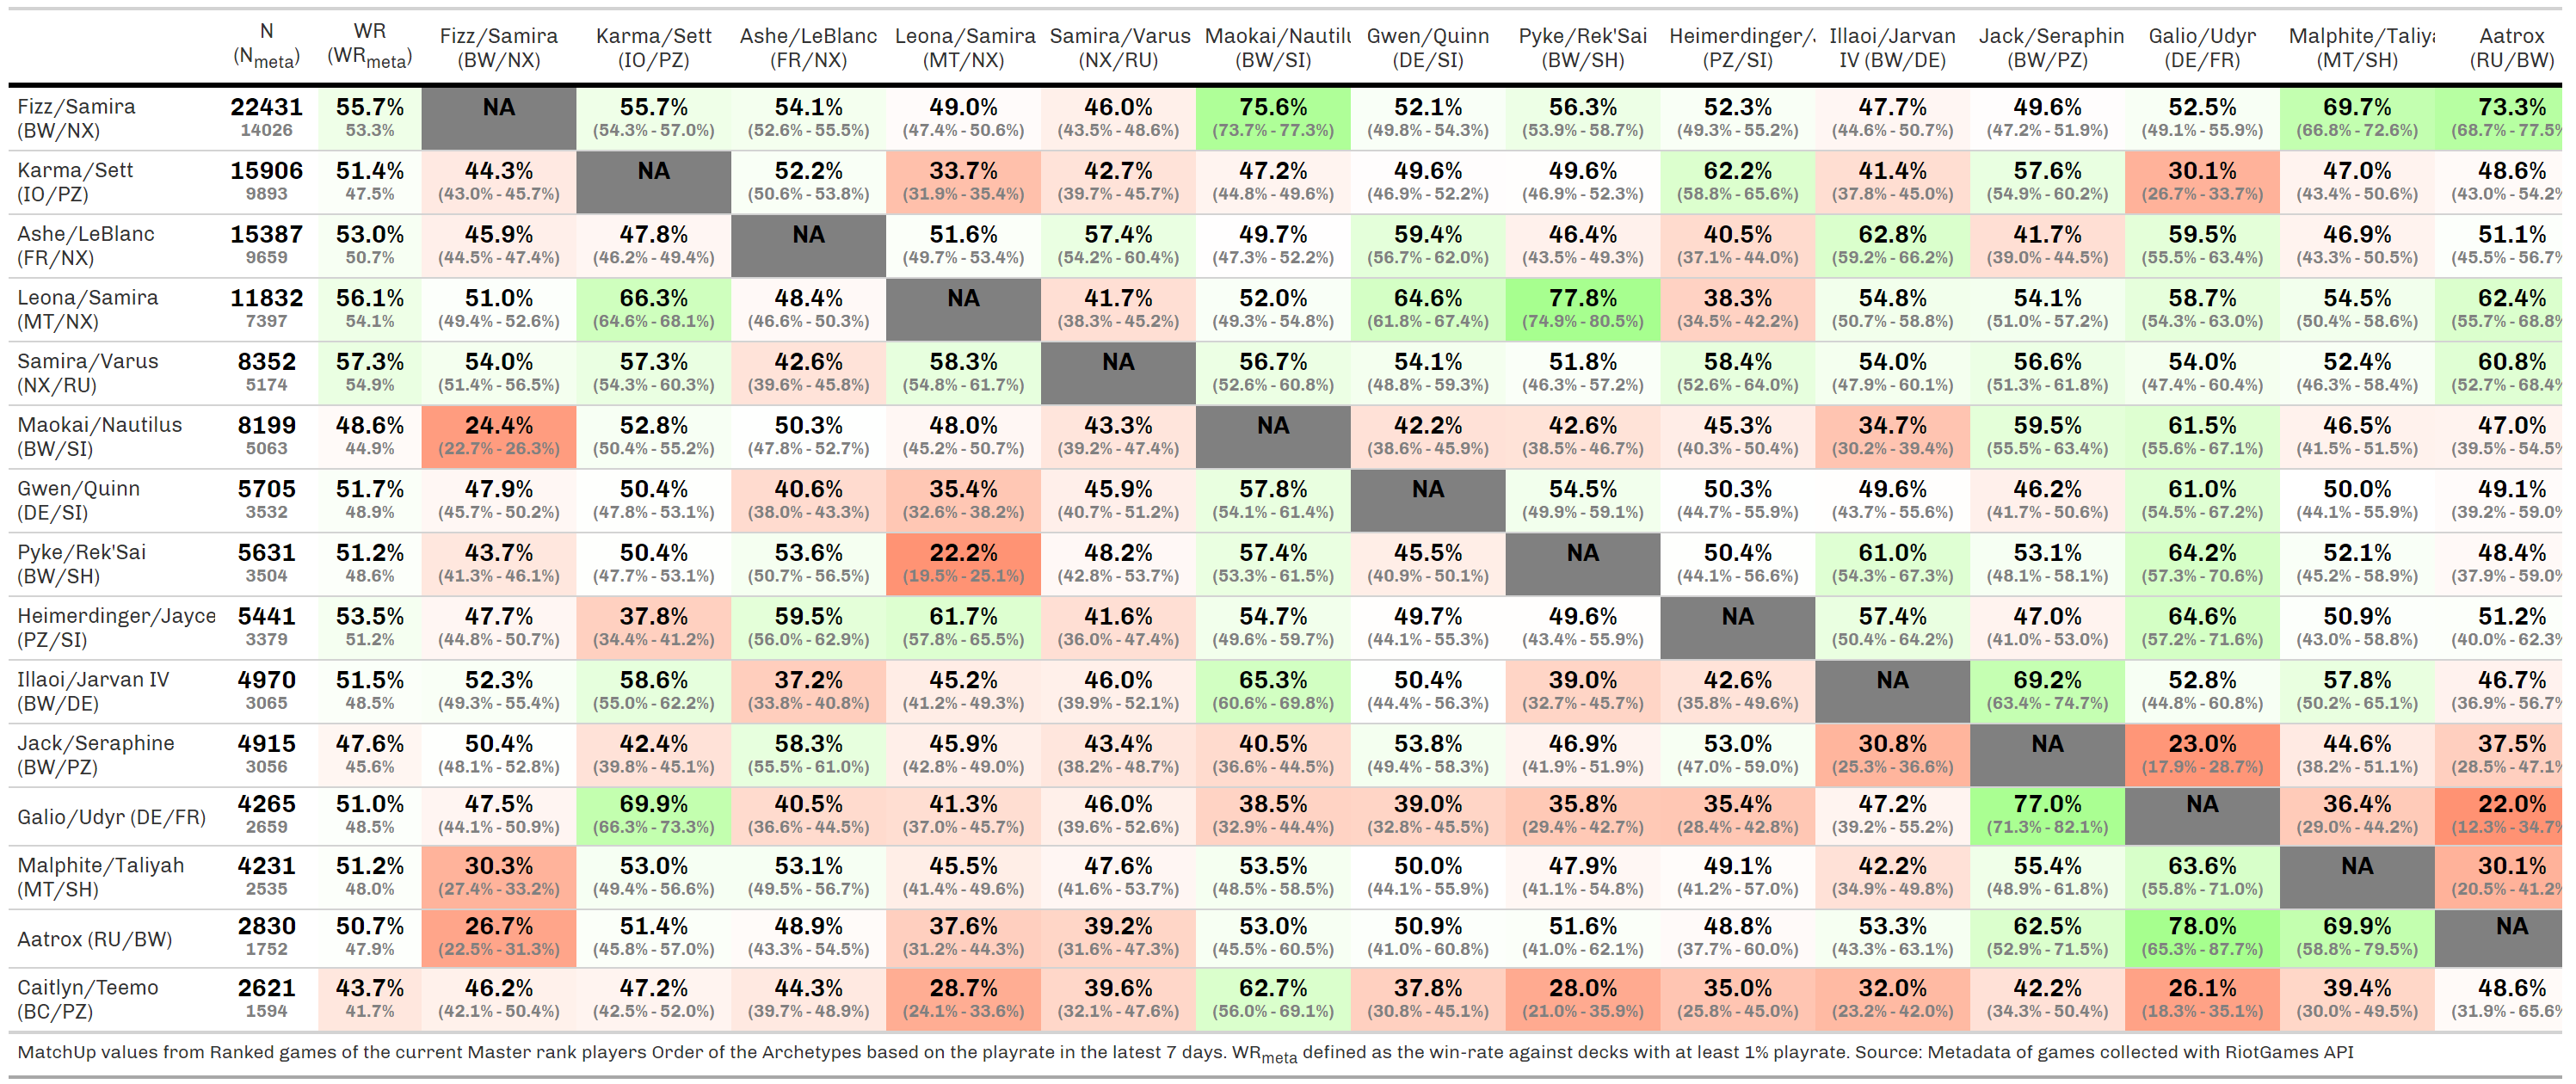 N WR Fizz/Samira Karma/Sett Ashe/LeBlanc Leona/Samira Samira/Varus Maokai/Nautilu Gwen/Quinn Pyke/Rek'Sai Heimerdinger/J Illaoi/Jarvan Jack/Seraphin Galio/Udyr Malphite/Taliya Aatrox
(Nmeta) (WRmeta) (BW/NX) (IO/PZ) (FR/NX) (MT/NX) (NX/RU) (BW/SI) (DE/SI) (BW/SH) (PZ/SI) IV (BW/DE) (BW/PZ) (DE/FR) (MT/SH) (RU/BW)
Fizz/Samira 22431 55.7% NA 55.7% 54.1% 49.0% 46.0% 75.6% 52.1% 56.3% 52.3% 47.7% 49.6% 52.5% 69.7% 73.3%
(BW/NX) 14026 53.3% (54.3% - 57.0%) (52.6% - 55.5%) (47.4% - 50.6%) (43.5% - 48.6%) (73.7% - 77.3%) (49.8% - 54.3%) (53.9% - 58.7%) (49.3% - 55.2%) (44.6% - 50.7%) (47.2% - 51.9%) (49.1% - 55.9%) (66.8% - 72.6%) (68.7% - 77.5%
Karma/Sett 15906 51.4% 44.3% NA 52.2% 33.7% 42.7% 47.2% 49.6% 49.6% 62.2% 41.4% 57.6% 30.1% 47.0% 48.6%
(IO/PZ) 9893 47.5% (43.0% - 45.7%) (50.6% - 53.8%) (31.9% - 35.4%) (39.7% - 45.7%) (44.8% - 49.6%) (46.9% - 52.2%) (46.9% - 52.3%) (58.8% - 65.6%) (37.8% - 45.0%) (54.9% - 60.2%) (26.7% - 33.7%) (43.4% - 50.6%) (43.0% - 54.2%
Ashe/LeBlanc 15387 53.0% 45.9% 47.8% NA 51.6% 57.4% 49.7% 59.4% 46.4% 40.5% 62.8% 41.7% 59.5% 46.9% 51.1%
(FR/NX) 9659 50.7% (44.5% - 47.4%) (46.2% - 49.4%) (49.7% - 53.4%) (54.2% - 60.4%) (47.3% - 52.2%) (56.7% - 62.0%) (43.5% - 49.3%) (37.1% - 44.0%) (59.2% - 66.2%) (39.0% - 44.5%) (55.5% - 63.4%) (43.3% - 50.5%) (45.5% - 56.7%
Leona/Samira 11832 56.1% 51.0% 66.3% 48.4% NA 41.7% 52.0% 64.6% 77.8% 38.3% 54.8% 54.1% 58.7% 54.5% 62.4%
(MT/NX) 7397 54.1% (49.4% - 52.6%) (64.6% - 68.1%) (46.6% - 50.3%) (38.3% - 45.2%) (49.3% - 54.8%) (61.8% - 67.4%) (74.9% - 80.5%) (34.5% - 42.2%) (50.7% - 58.8%) (51.0% - 57.2%) (54.3% - 63.0%) (50.4% - 58.6%) (55.7% - 68.8%
Samira/Varus 8352 57.3% 54.0% 57.3% 42.6% 58.3% NA 56.7% 54.1% 51.8% 58.4% 54.0% 56.6% 54.0% 52.4% 60.8%
(NX/RU) 5174 54.9% (51.4% - 56.5%) (54.3% - 60.3%) (39.6% - 45.8%) (54.8% - 61.7%) (52.6% - 60.8%) (48.8% - 59.3%) (46.3% - 57.2%) (52.6% - 64.0%) (47.9% - 60.1%) (51.3% - 61.8%) (47.4% - 60.4%) (46.3% - 58.4%) (52.7% - 68.4%
Maokai/Nautilus 8199 48.6% 24.4% 52.8% 50.3% 48.0% 43.3% NA 42.2% 42.6% 45.3% 34.7% 59.5% 61.5% 46.5% 47.0%
(BW/SI) 5063 44.9% (22.7% - 26.3%) (50.4% - 55.2%) (47.8% - 52.7%) (45.2% - 50.7%) (39.2% - 47.4%) (38.6% - 45.9%) (38.5% - 46.7%) (40.3% - 50.4%) (30.2% - 39.4%) (55.5% - 63.4%) (55.6% - 67.1%) (41.5% - 51.5%) (39.5% - 54.5%
Gwen/Quinn 5705 51.7% 47.9% 50.4% 40.6% 35.4% 45.9% 57.8% NA 54.5% 50.3% 49.6% 46.2% 61.0% 50.0% 49.1%
(DE/SI) 3532 48.9% (45.7% - 50.2%) (47.8% - 53.1%) (38.0% - 43.3%) (32.6% - 38.2%) (40.7% - 51.2%) (54.1% - 61.4%) (49.9% - 59.1%) (44.7% - 55.9%) (43.7% - 55.6%) (41.7% - 50.6%) (54.5% - 67.2%) (44.1% - 55.9%) (39.2% - 59.0%
Pyke/Rek'Sai 5631 51.2% 43.7% 50.4% 53.6% 22.2% 48.2% 57.4% 45.5% NA 50.4% 61.0% 53.1% 64.2% 52.1% 48.4%
(BW/SH) 3504 48.6% (41.3% - 46.1%) (47.7% - 53.1%) (50.7% - 56.5%) (19.5% - 25.1%) (42.8% - 53.7%) (53.3% - 61.5%) (40.9% - 50.1%) (44.1% - 56.6%) (54.3% - 67.3%) (48.1% - 58.1%) (57.3% - 70.6%) (45.2% - 58.9%) (37.9% - 59.0%
Heimerdinger/Jayce 5441 53.5% 47.7% 37.8% 59.5% 61.7% 41.6% 54.7% 49.7% 49.6% NA 57.4% 47.0% 64.6% 50.9% 51.2%
(PZ/SI) 3379 51.2% (44.8% - 50.7%) (34.4% - 41.2%) (56.0% - 62.9%) (57.8% - 65.5%) (36.0% - 47.4%) (49.6% - 59.7%) (44.1% - 55.3%) (43.4% - 55.9%) (50.4% - 64.2%) (41.0% - 53.0%) (57.2% - 71.6%) (43.0% - 58.8%) (40.0% - 62.3%
Illaoi/Jarvan IV 4970 51.5% 52.3% 58.6% 37.2% 45.2% 46.0% 65.3% 50.4% 39.0% 42.6% NA 69.2% 52.8% 57.8% 46.7%
(BW/DE) 3065 48.5% (49.3% - 55.4%) (55.0% - 62.2%) (33.8% - 40.8%) (41.2% - 49.3%) (39.9% - 52.1%) (60.6% - 69.8%) (44.4% - 56.3%) (32.7% - 45.7%) (35.8% - 49.6%) (63.4% - 74.7%) (44.8% - 60.8%) (50.2% - 65.1%) (36.9% - 56.7%
Jack/Seraphine 4915 47.6% 50.4% 42.4% 58.3% 45.9% 43.4% 40.5% 53.8% 46.9% 53.0% 30.8% NA 23.0% 44.6% 37.5%
(BW/PZ) 3056 45.6% (48.1% - 52.8%) (39.8% - 45.1%) (55.5% - 61.0%) (42.8% - 49.0%) (38.2% - 48.7%) (36.6% - 44.5%) (49.4% - 58.3%) (41.9% - 51.9%) (47.0% - 59.0%) (25.3% - 36.6%) (17.9% - 28.7%) (38.2% - 51.1%) (28.5% - 47.1%
Galio/Udyr (DE/FR) 4265 51.0% 47.5% 69.9% 40.5% 41.3% 46.0% 38.5% 39.0% 35.8% 35.4% 47.2% 77.0% NA 36.4% 22.0%
2659 48.5% (44.1% - 50.9%) (66.3% - 73.3%) (36.6% - 44.5%) (37.0% - 45.7%) (39.6% - 52.6%) (32.9% - 44.4%) (32.8% - 45.5%) (29.4% - 42.7%) (28.4% - 42.8%) (39.2% - 55.2%) (71.3% - 82.1%) (29.0% - 44.2%) (12.3% - 34.7%
Malphite/Taliyah 4231 51.2% 30.3% 53.0% 53.1% 45.5% 47.6% 53.5% 50.0% 47.9% 49.1% 42.2% 55.4% 63.6% NA 30.1%
(MT/SH) 2535 48.0% (27.4% - 33.2%) (49.4% - 56.6%) (49.5% - 56.7%) (41.4% - 49.6%) (41.6% - 53.7%) (48.5% - 58.5%) (44.1% - 55.9%) (41.1% - 54.8%) (41.2% - 57.0%) (34.9% - 49.8%) (48.9% - 61.8%) (55.8% - 71.0%) (20.5% - 41.2%
Aatrox (RU/BW) 2830 50.7% 26.7% 51.4% 48.9% 37.6% 39.2% 53.0% 50.9% 51.6% 48.8% 53.3% 62.5% 78.0% 69.9% NA
1752 47.9% (22.5% - 31.3%) (45.8% - 57.0%) (43.3% - 54.5%) (31.2% - 44.3%) (31.6% - 47.3%) (45.5% - 60.5%) (41.0% - 60.8%) (41.0% - 62.1%) (37.7% - 60.0%) (43.3% - 63.1%) (52.9% - 71.5%) (65.3% - 87.7%) (58.8% - 79.5%)
Caitlyn/Teemo 2621 43.7% 46.2% 47.2% 44.3% 28.7% 39.6% 62.7% 37.8% 28.0% 35.0% 32.0% 42.2% 26.1% 39.4% 48.6%
(BC/PZ) 1594 41.7% (42.1% - 50.4%) (42.5% - 52.0%) (39.7% - 48.9%) (24.1% - 33.6%) (32.1% - 47.6%) (56.0% - 69.1%) (30.8% - 45.1%) (21.0% - 35.9%) (25.8% - 45.0%) (23.2% - 42.0%) (34.3% - 50.4%) (18.3% - 35.1%) (30.0% - 49.5%) (31.9% - 65.6%
MatchUp values from Ranked games of the current Master rank players Order of the Archetypes based on the playrate in the latest 7 days. WRmeta defined as the win-rate against decks with at least 1% playrate. Source: Metadata of games collected with RiotGames API